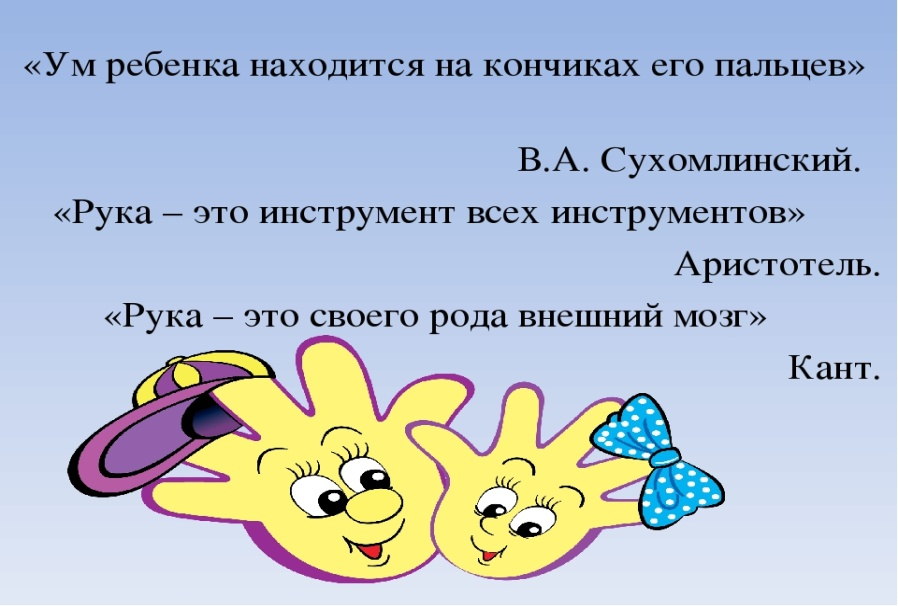 «Ум ребенка находится на кончиках его пальцев»
В.А. Сухомлинский.
«Рука – это инструмент всех инструментов»
Аристотель.
«Рука – это своего рода внешний мозг»
Кант.